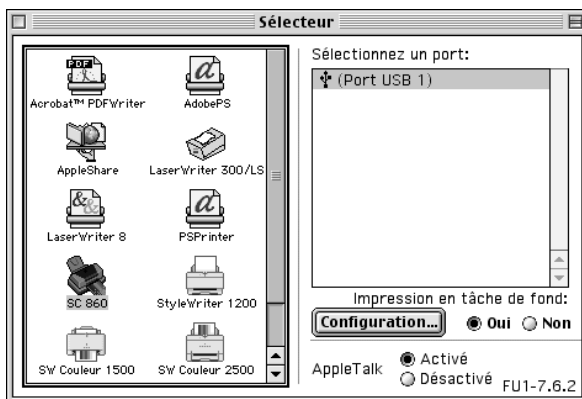 Sélecteur
PDF
Acrobat™ PDFWriter
AdobePS
AppleShare
LaserWriter 300/LS
LaserWriter 8
PSPrinter
SC 860
StyleWriter 1200
SW Couleur 1500
SW Couleur 2500
Sélectionnez un port:
(Port USB 1)
Impression en tâche de fond:
Configuration...
Oui
Non
AppleTalk
Activé
Désactivé
FU1-7.6.2